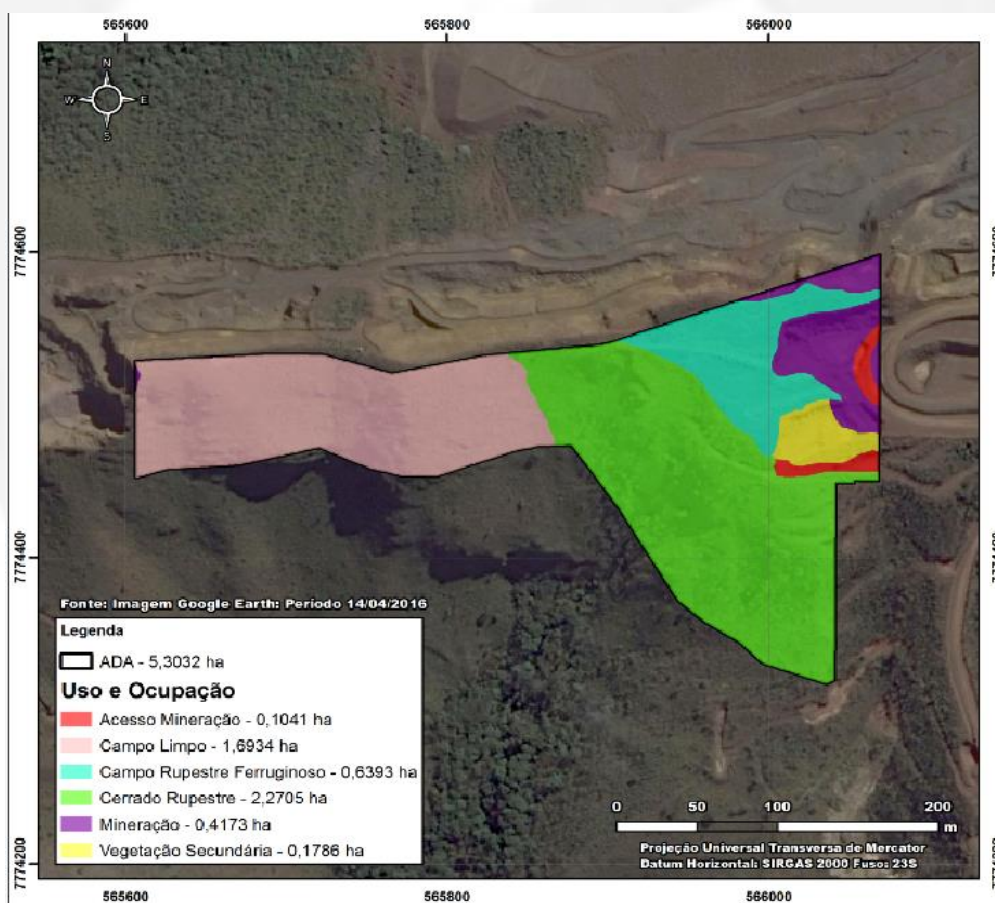 565600 565800 566000
N
W E
S
7774600
7774400
7774200
Fonte: Imagem Google Earth: Período 14/04/2016
Legenda
ADA - 5,3032 ha
Uso e Ocupação
Acesso Mineração - 0,1041 ha
Campo Limpo - 1,6934 ha
Campo Rupestre Ferruginoso - 0,6393 ha
Cerrado Rupestre - 2,2705 ha
Mineração - 0,4173 ha
Vegetação Secundária - 0,1786 ha
0 50 100 200
m
Projeção Universal Transversa de Mercator
Datum Horizontal: SIRGAS 2000 Fuso: 23S
565600 565800 566000